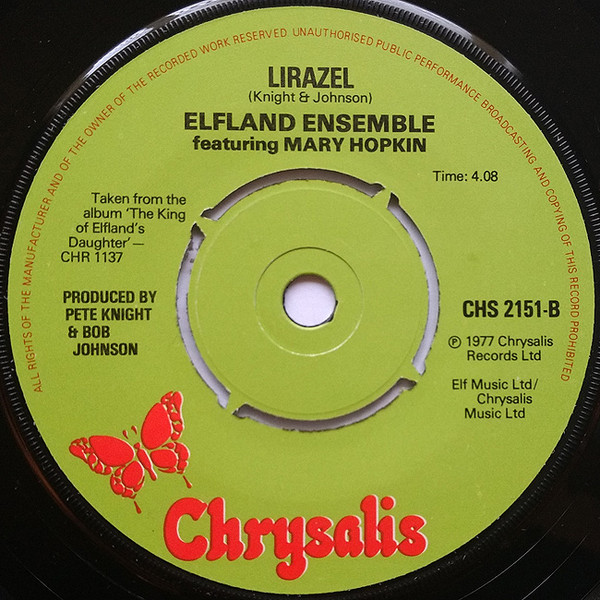 ALL RIGHTS OF THE MANUFACTURER AND OF THE OWNER OF THE RECORDED WORK RESERVED. UNAUTHORISED PUBLIC PERFORMANCE BROADCASTING AND COPYING OF THIS RECORD PROHIBITED
LIRAZEL
(Knight & Johnson)
ELFLAND ENSEMBLE
featuring MARY HOPKIN
Time: 4.08
Taken from the
album 'The King
of Elfland's
Daughter'—
CHR 1137
PRODUCED BY
PETE KNIGHT
& BOB
JOHNSON
CHS 2151-B
℗ 1977 Chrysalis
Records Ltd
Elf Music Ltd/
Chrysalis
Music Ltd
Chrysalis